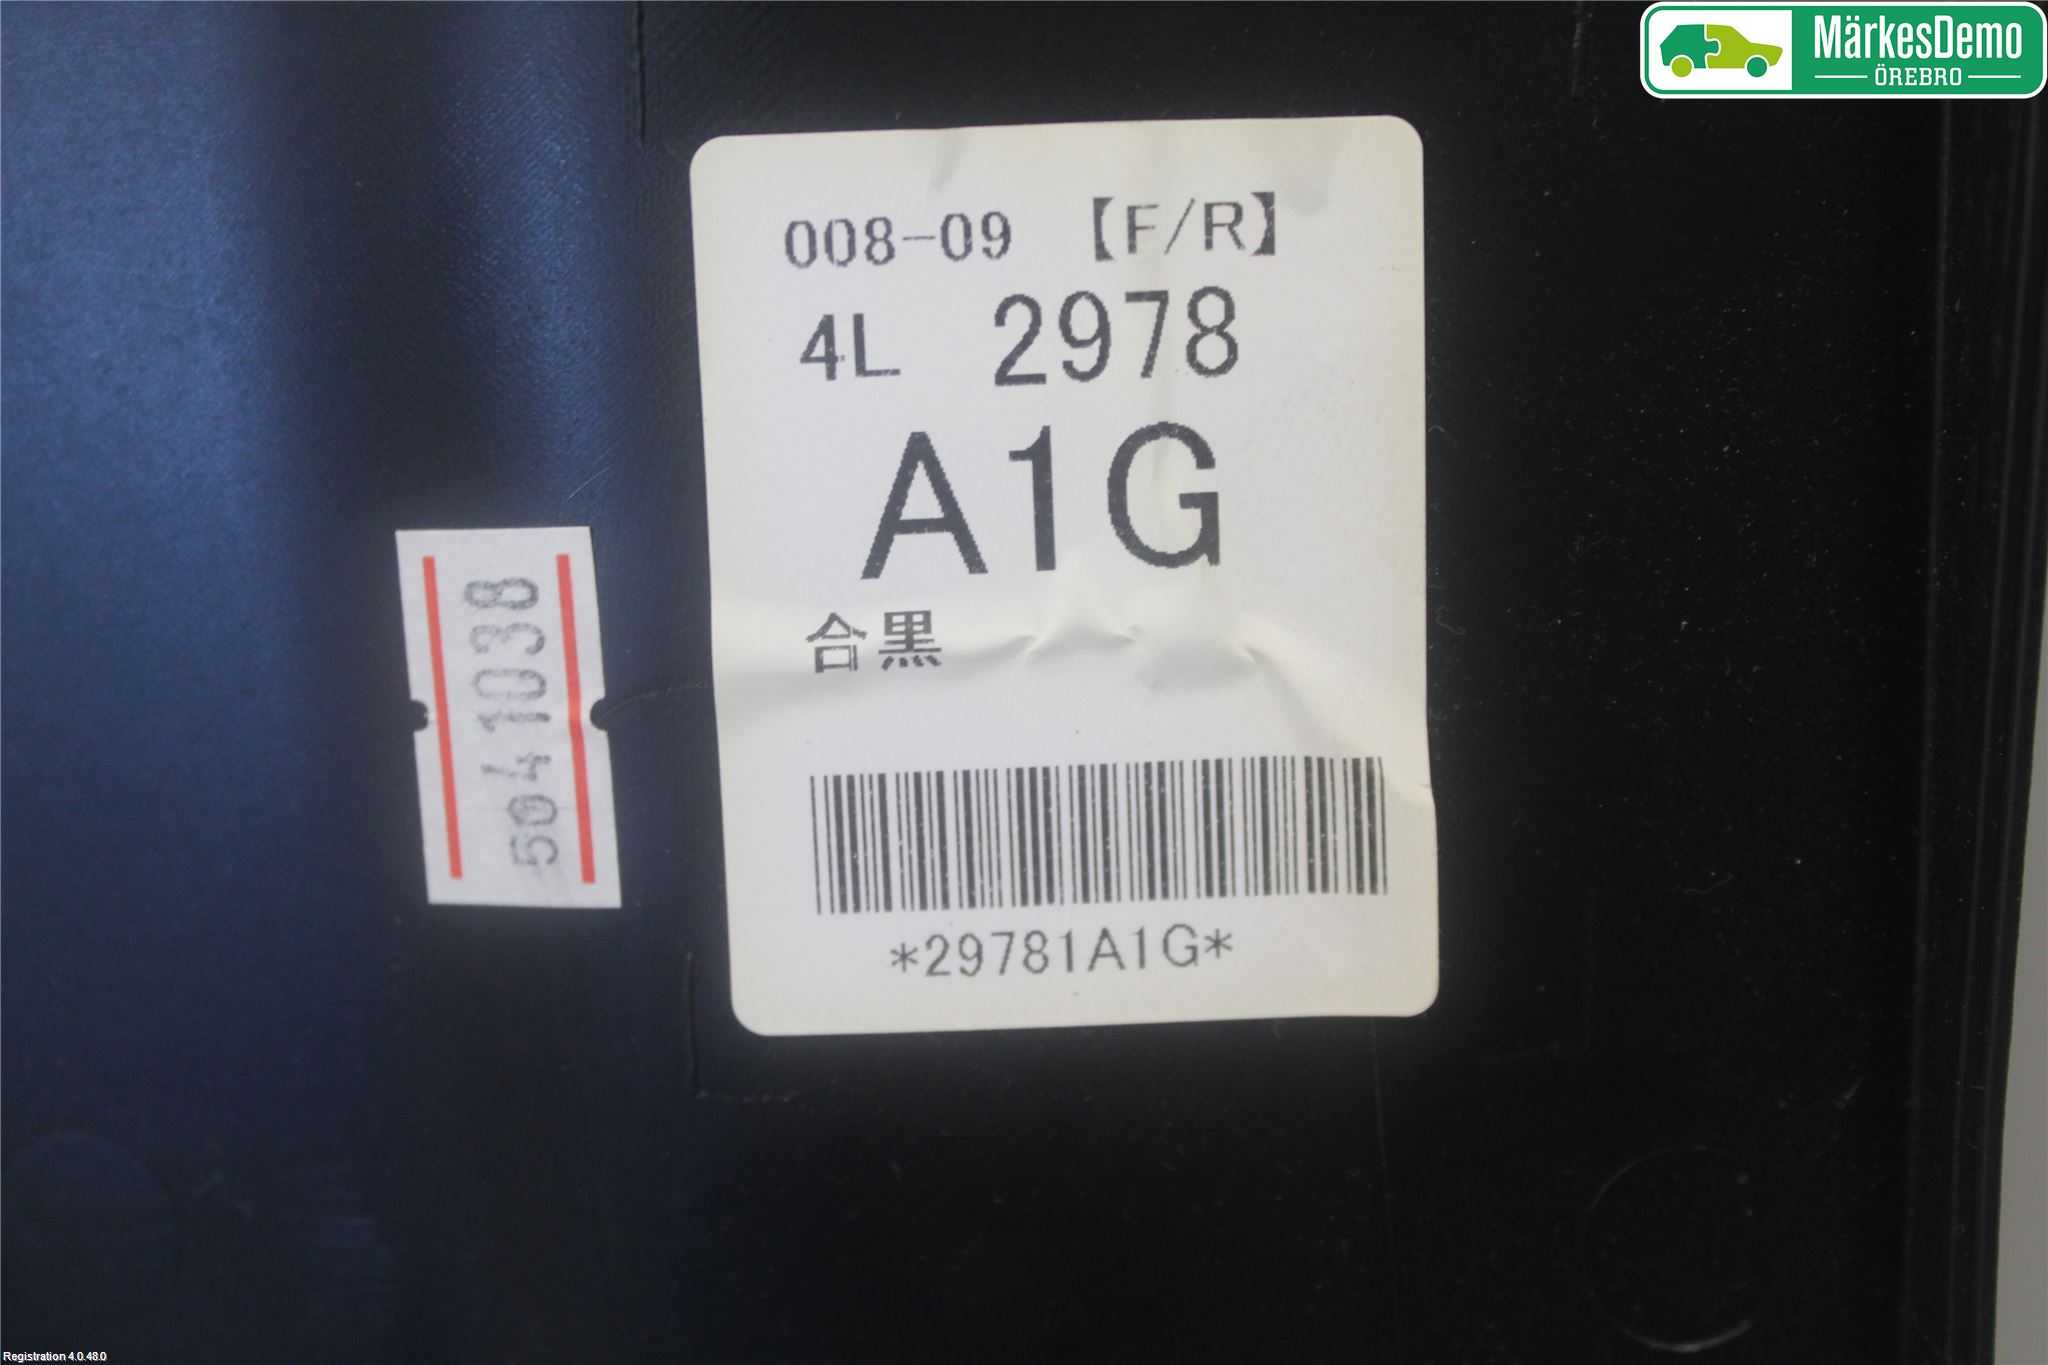 MärkesDemo
ÖREBRO
008-09 【F/R】
4L 2978
A1G
合黒
*29781A1G*
5041038
Registration 4.0.48.0